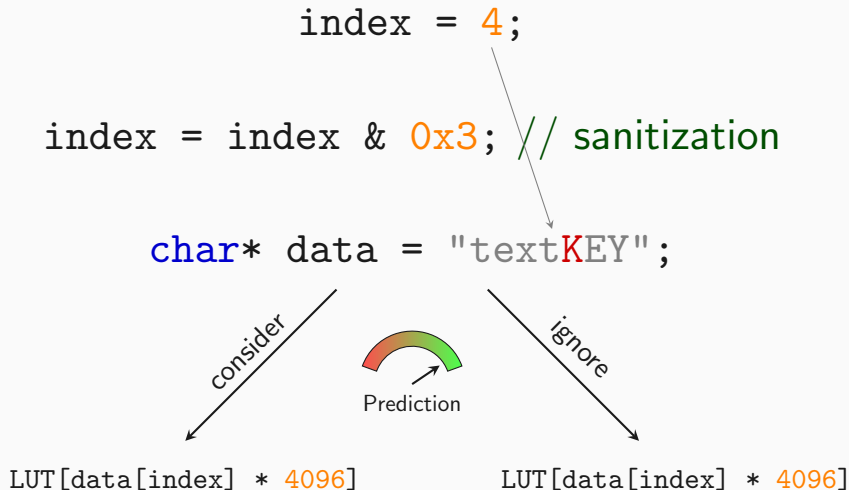 index = 4;
index = index & 0x3; // sanitization
char* data = "textKEY";
consider
ignore
Prediction
LUT[data[index] * 4096]
LUT[data[index] * 4096]